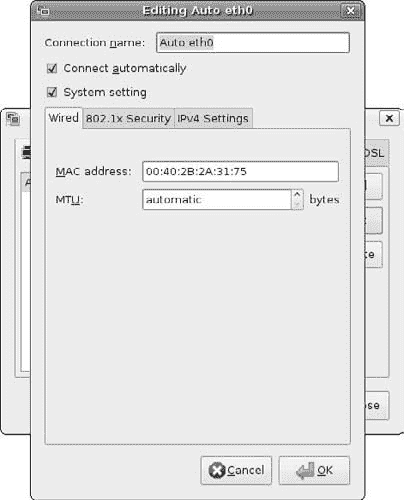 Editing Auto eth0
Connection name: Auto eth0
Connect automatically
System setting
Wired 802.1x Security IPv4 Settings
DSL
MAC address: 00:40:2B:2A:31:75
MTU: automatic bytes
Cancel OK